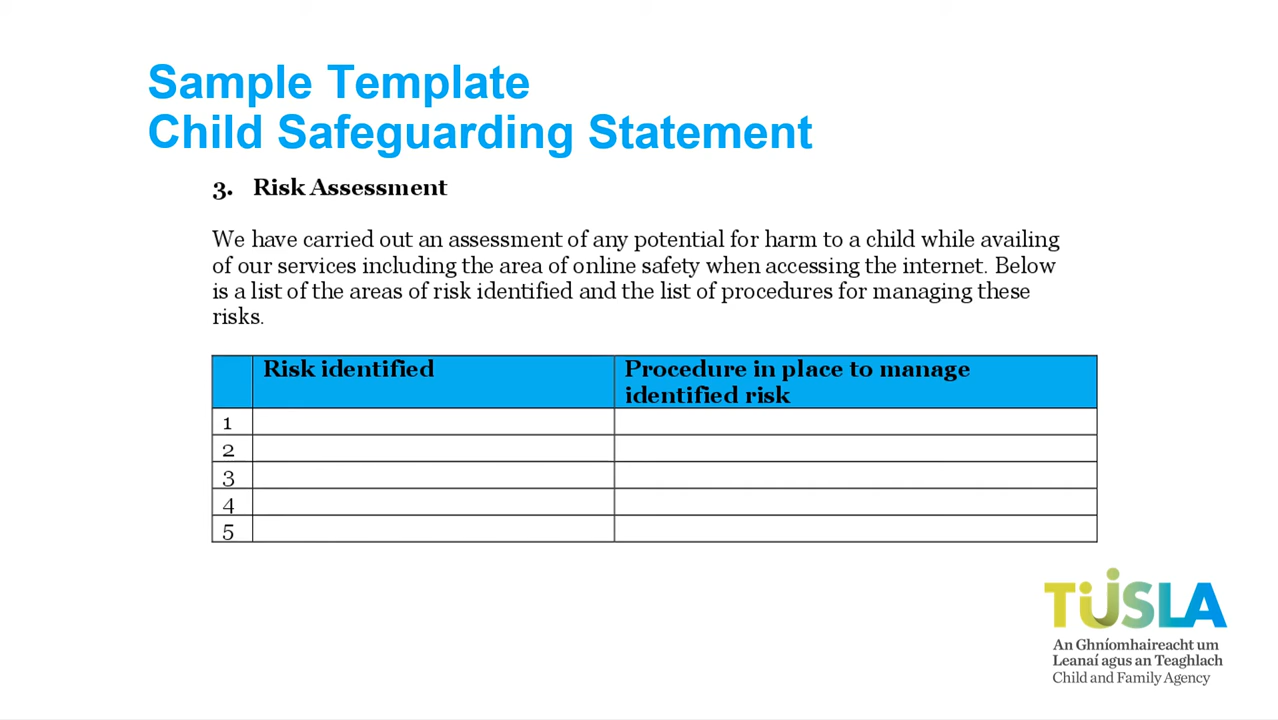 Sample Template
Child Safeguarding Statement
3. Risk Assessment
We have carried out an assessment of any potential for harm to a child while availing
of our services including the area of online safety when accessing the internet. Below
is a list of the areas of risk identified and the list of procedures for managing these
risks.
Risk identified
Procedure in place to manage
identified risk
1
2
3
4
5
TUSLA
An Ghníomhaireacht um
Leanaí agus an Teaghlach
Child and Family Agency